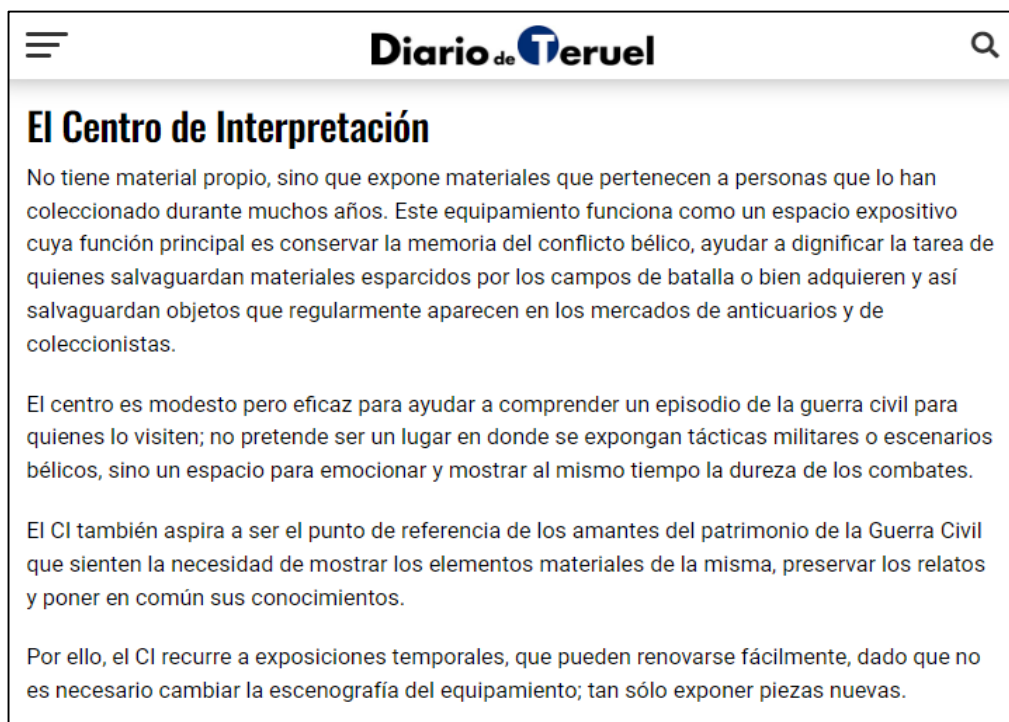 Diario de Teruel
El Centro de Interpretación
No tiene material propio, sino que expone materiales que pertenecen a personas que lo han
coleccionado durante muchos años. Este equipamiento funciona como un espacio expositivo
cuya función principal es conservar la memoria del conflicto bélico, ayudar a dignificar la tarea de
quienes salvaguardan materiales esparcidos por los campos de batalla o bien adquieren y así
salvaguardan objetos que regularmente aparecen en los mercados de anticuarios y de
coleccionistas.
El centro es modesto pero eficaz para ayudar a comprender un episodio de la guerra civil para
quienes lo visiten; no pretende ser un lugar en donde se expongan tácticas militares o escenarios
bélicos, sino un espacio para emocionar y mostrar al mismo tiempo la dureza de los combates.
El CI también aspira a ser el punto de referencia de los amantes del patrimonio de la Guerra Civil
que sienten la necesidad de mostrar los elementos materiales de la misma, preservar los relatos
y poner en común sus conocimientos.
Por ello, el CI recurre a exposiciones temporales, que pueden renovarse fácilmente, dado que no
es necesario cambiar la escenografía del equipamiento; tan sólo exponer piezas nuevas.